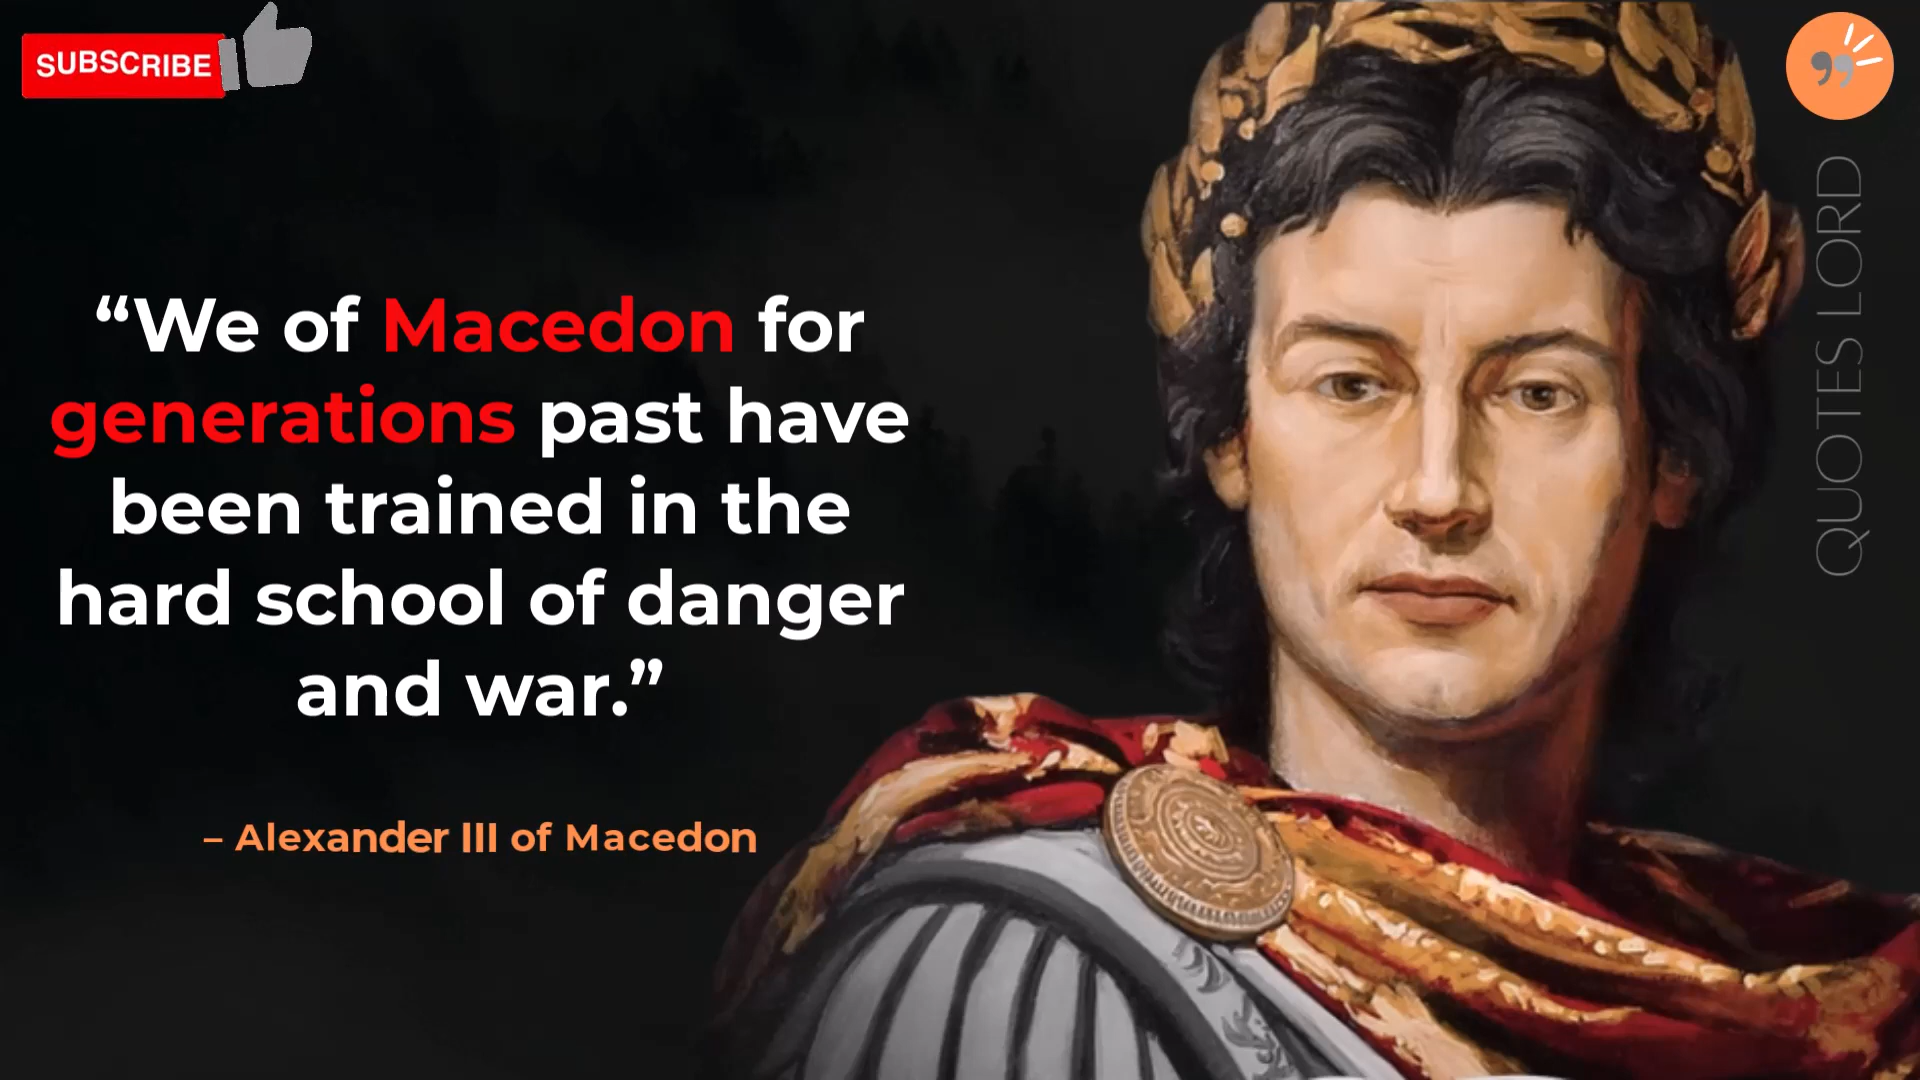 SUBSCRIBE
“We of Macedon for
generations past have
been trained in the
hard school of danger
and war.”
– Alexander III of Macedon
QUOTES LORD